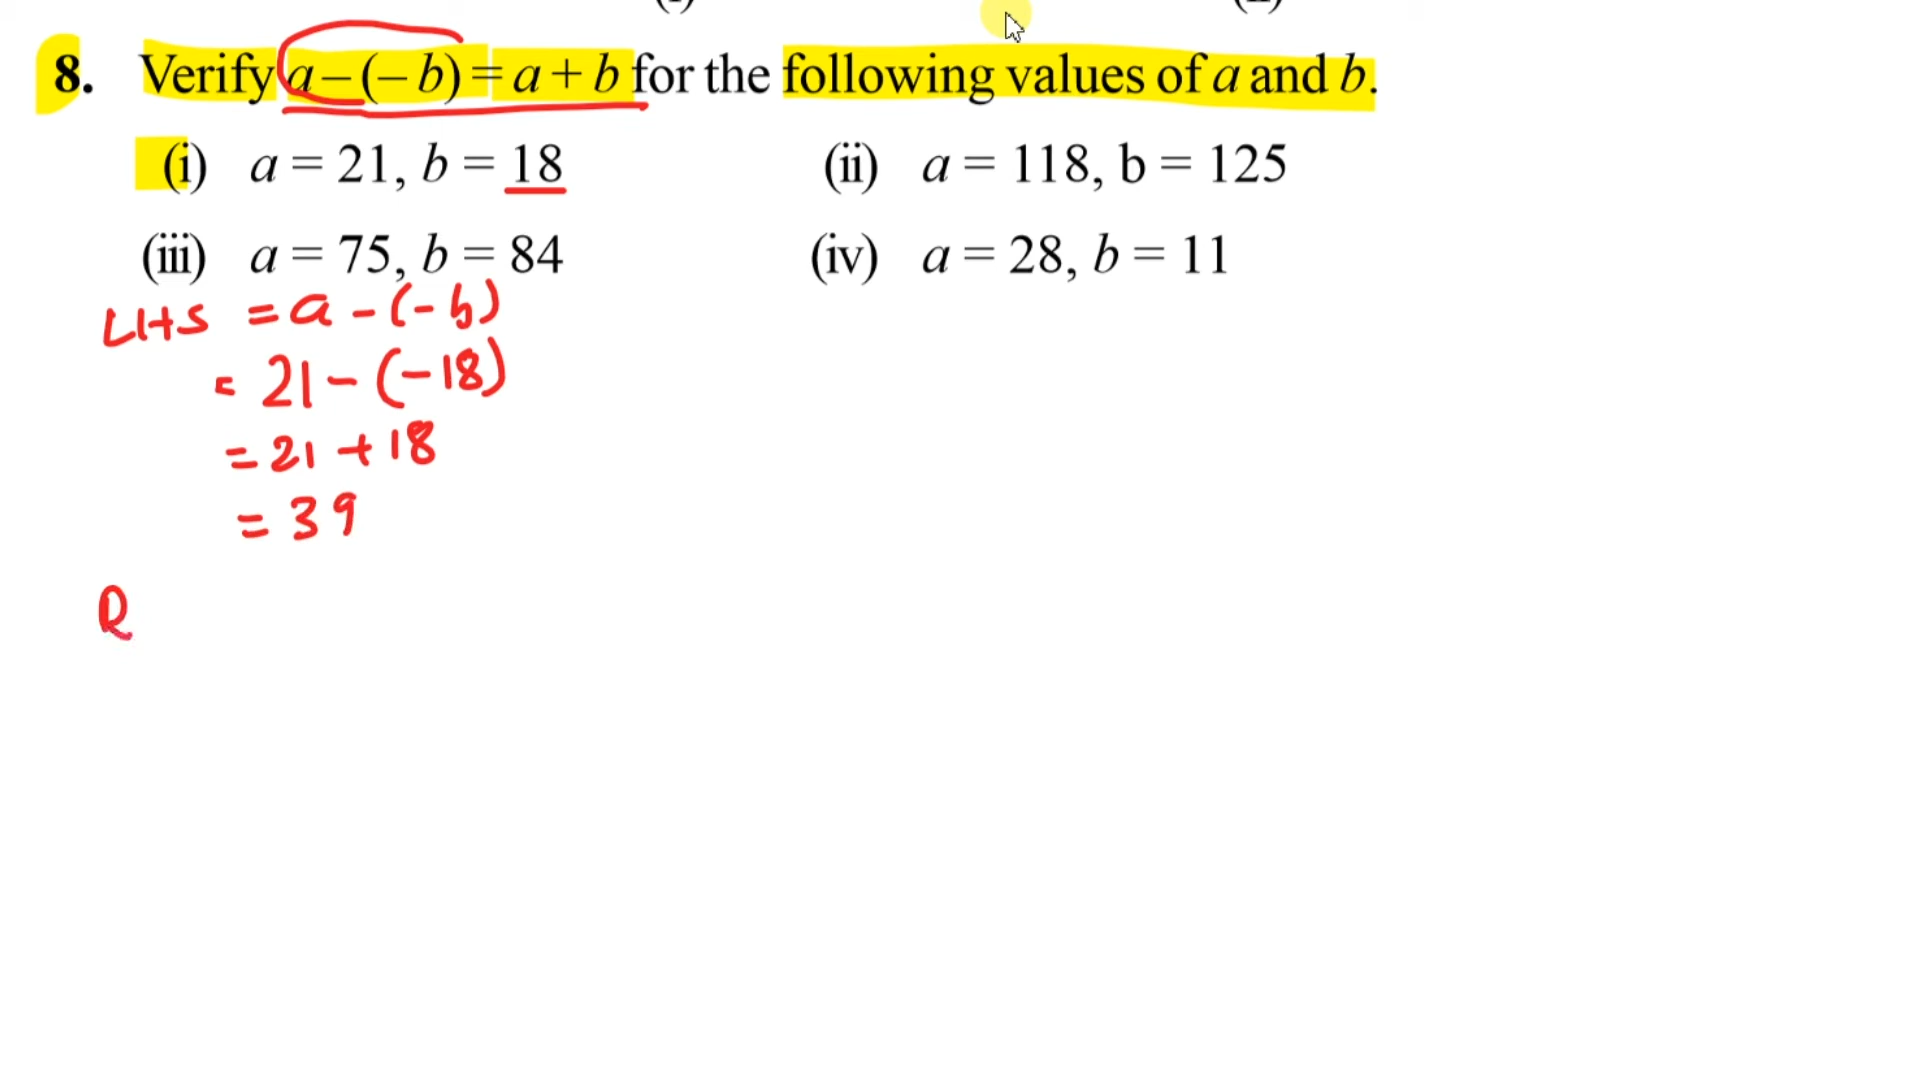 8. Verify a – (– b) = a + b for the following values of a and b.
(i) a = 21, b = 18 (ii) a = 118, b = 125
(iii) a = 75, b = 84 (iv) a = 28, b = 11
LHS = a - (- b)
= 21 - (-18)
= 21 + 18
= 39
R